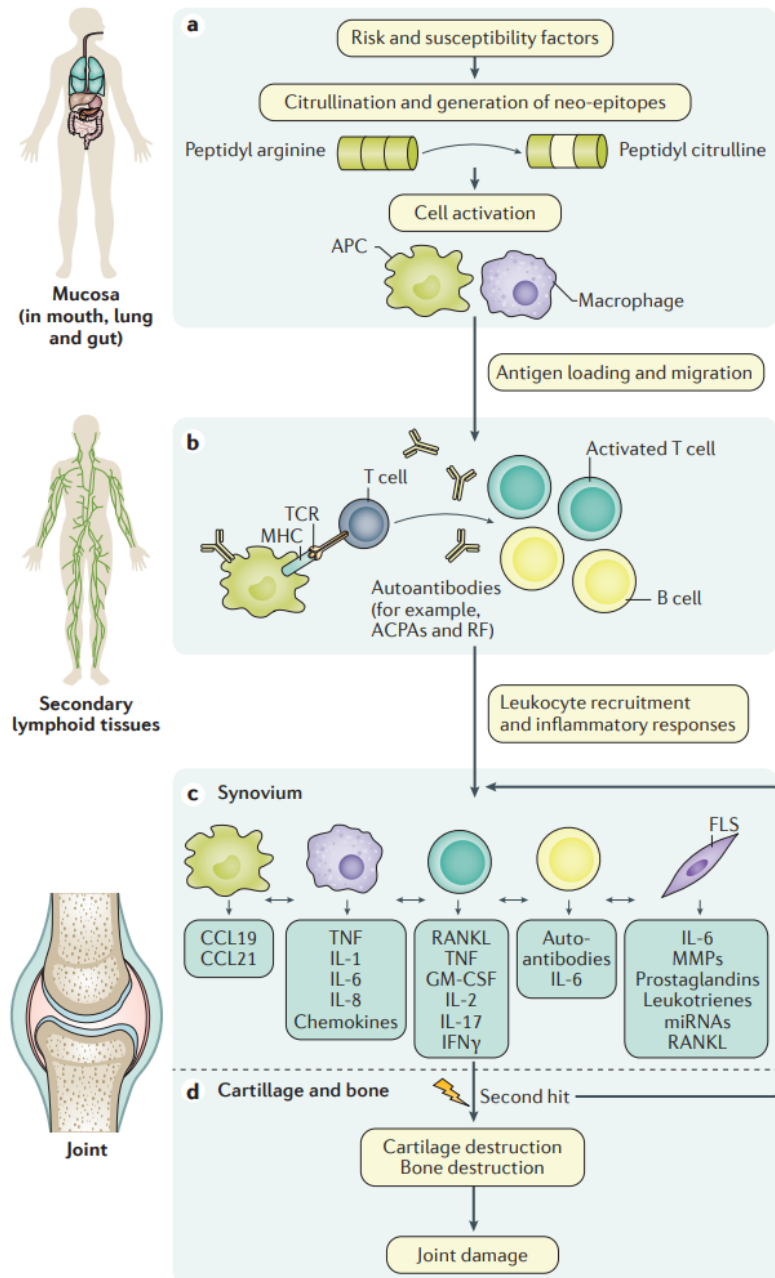 a
Risk and susceptibility factors
Citrullination and generation of neo-epitopes
Peptidyl arginine
Peptidyl citrulline
Cell activation
APC
Macrophage
Mucosa
(in mouth, lung
and gut)
Antigen loading and migration
b
Activated T cell
T cell
TCR
MHC
Autoantibodies
(for example,
ACPAs and RF)
B cell
Secondary
lymphoid tissues
Leukocyte recruitment
and inflammatory responses
c Synovium
FLS
CCL19
CCL21
TNF
IL-1
IL-6
IL-8
Chemokines
RANKL
TNF
GM-CSF
IL-2
IL-17
IFNγ
Auto-
antibodies
IL-6
IL-6
MMPs
Prostaglandins
Leukotrienes
miRNAs
RANKL
d Cartillage and bone
Second hit
Joint
Cartilage destruction
Bone destruction
Joint damage